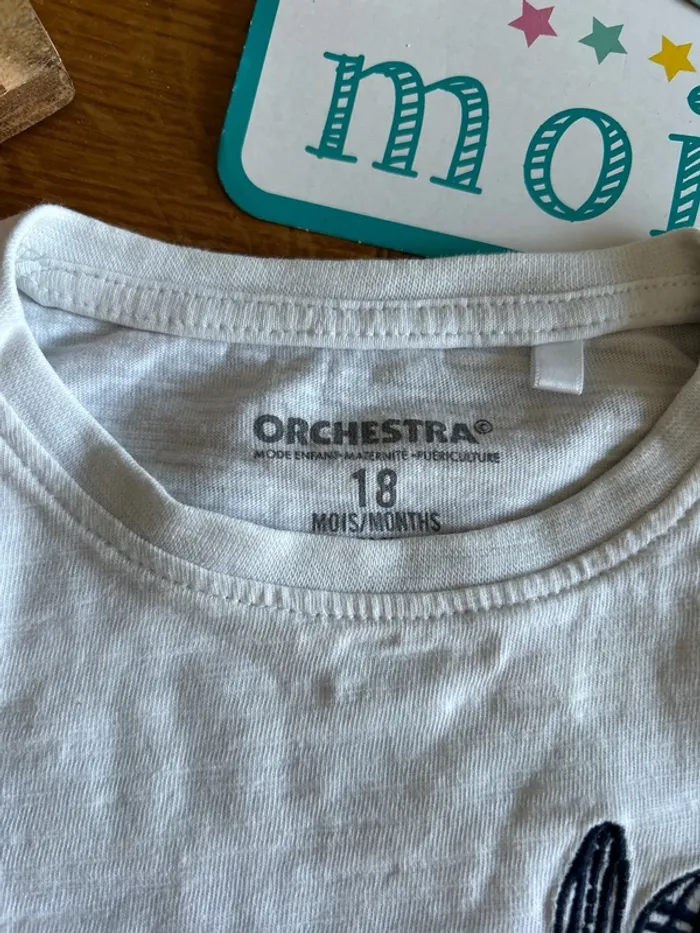 moi
ORCHESTRA©
MODE ENFANT•MATERNITÉ•PUÉRICULTURE
18
MOIS/MONTHS